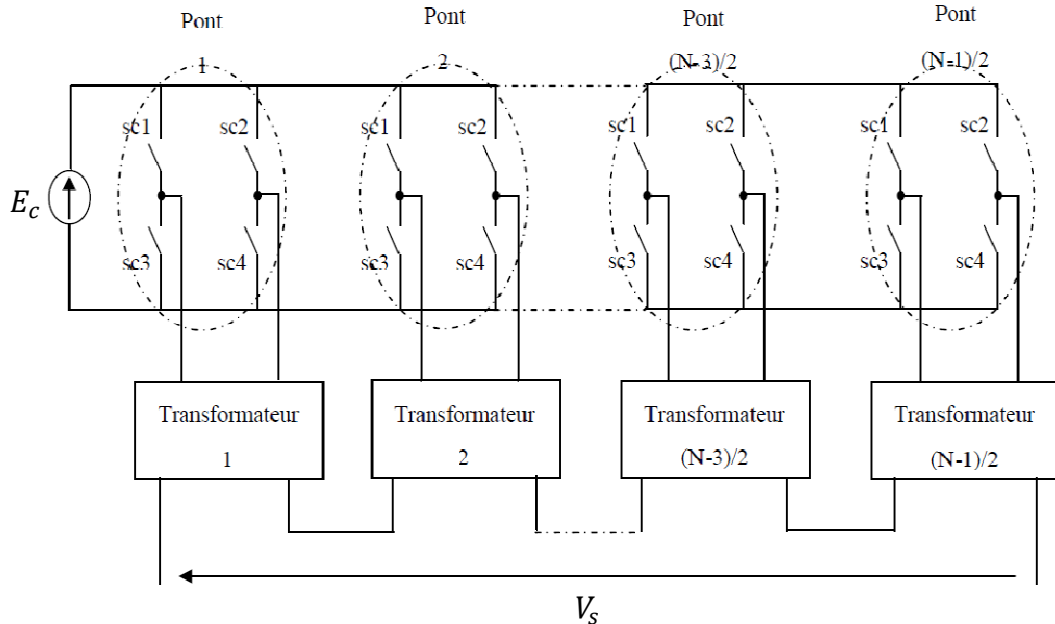 Pont
Pont
Pont
Pont
1
2
(N-3)/2
(N-1)/2
sc1
sc2
sc1
sc2
sc1
sc2
sc1
sc2
E_c
sc3
sc4
sc3
sc4
sc3
sc4
sc3
sc4
Transformateur
1
Transformateur
2
Transformateur
(N-3)/2
Transformateur
(N-1)/2
V_s